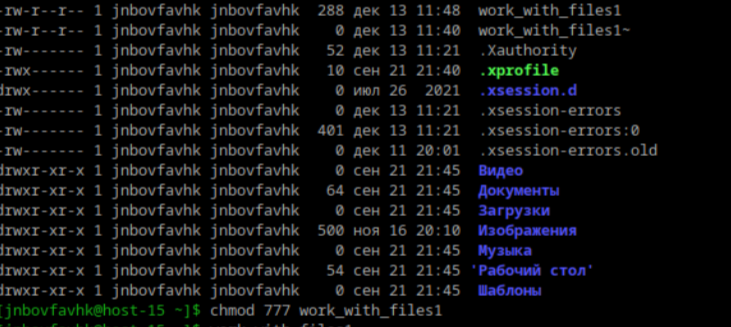 -rw-r--r-- 1 jnbovfavhk jnbovfavhk 288 дек 13 11:48 work_with_files1
-rw-r--r-- 1 jnbovfavhk jnbovfavhk 0 дек 13 11:40 work_with_files1~
-rw------- 1 jnbovfavhk jnbovfavhk 52 дек 13 11:21 .Xauthority
-rwx------ 1 jnbovfavhk jnbovfavhk 10 сен 21 21:40 .xprofile
drwx------ 1 jnbovfavhk jnbovfavhk 0 июл 26 2021 .xsession.d
-rw------- 1 jnbovfavhk jnbovfavhk 0 дек 13 11:21 .xsession-errors
-rw------- 1 jnbovfavhk jnbovfavhk 401 дек 13 11:21 .xsession-errors:0
-rw------- 1 jnbovfavhk jnbovfavhk 0 дек 11 20:01 .xsession-errors.old
drwxr-xr-x 1 jnbovfavhk jnbovfavhk 0 сен 21 21:45 Видео
drwxr-xr-x 1 jnbovfavhk jnbovfavhk 64 сен 21 21:45 Документы
drwxr-xr-x 1 jnbovfavhk jnbovfavhk 0 сен 21 21:45 Загрузки
drwxr-xr-x 1 jnbovfavhk jnbovfavhk 500 ноя 16 20:10 Изображения
drwxr-xr-x 1 jnbovfavhk jnbovfavhk 0 сен 21 21:45 Музыка
drwxr-xr-x 1 jnbovfavhk jnbovfavhk 54 сен 21 21:45 'Рабочий стол'
drwxr-xr-x 1 jnbovfavhk jnbovfavhk 0 сен 21 21:45 Шаблоны
[jnbovfavhk@host-15 ~]$ chmod 777 work_with_files1